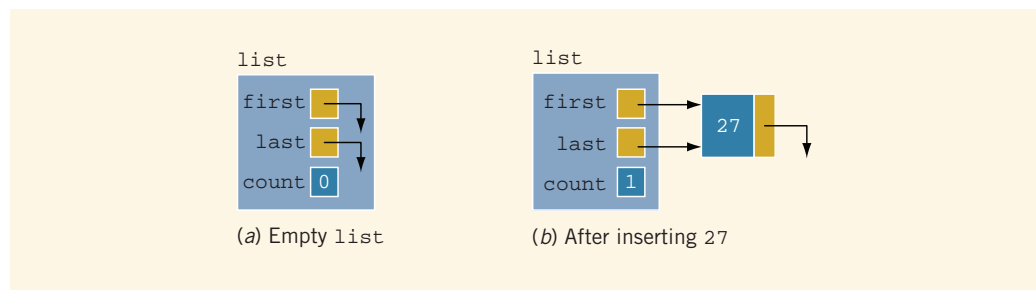 list
first
last
count 0
(a) Empty list
list
first
last
count 1
27
(b) After inserting 27